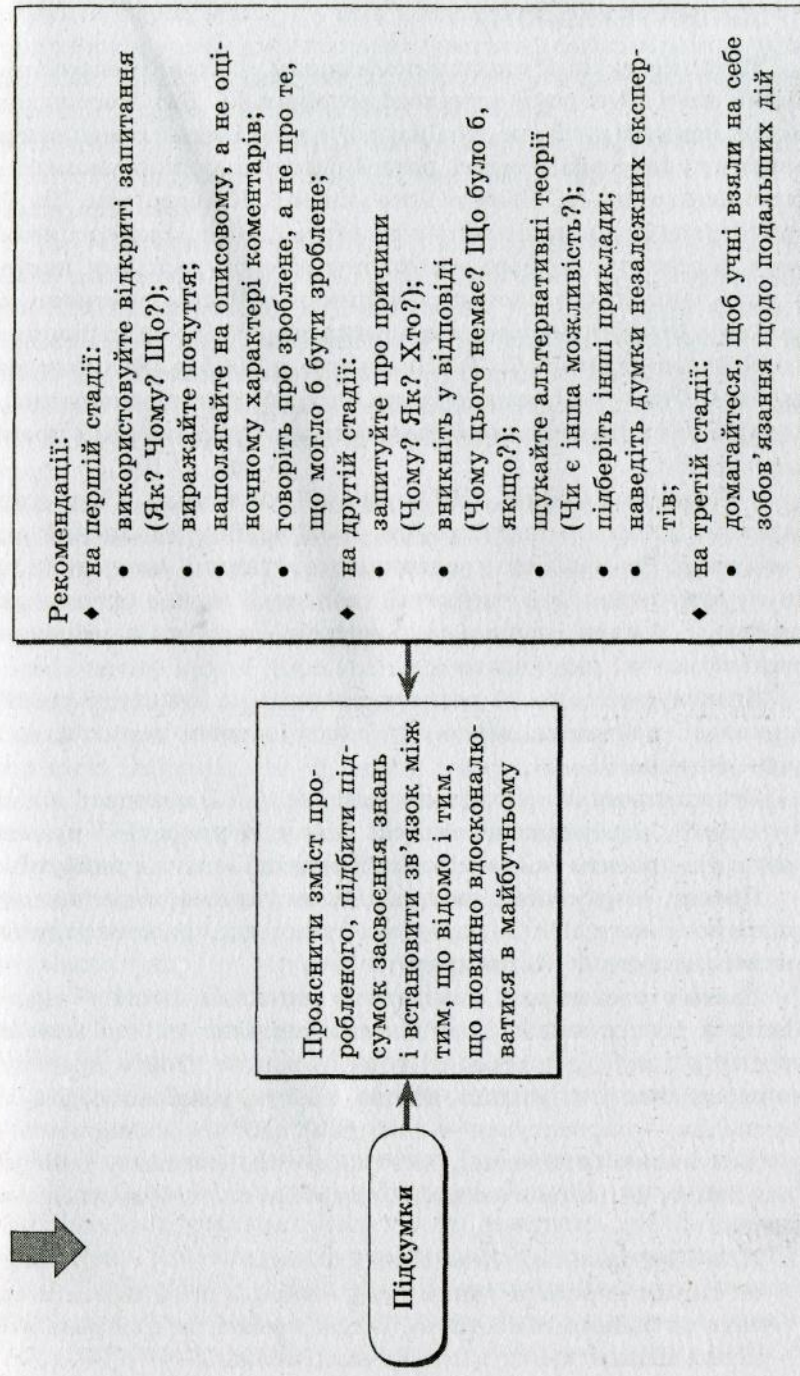 Підсумки
Прояснити зміст про-
робленого, підбити під-
сумок засвоєння знань
і встановити зв'язок між
тим, що відомо і тим,
що повинно восконалю-
ватися в майбутньому
Рекомендації:
♦ на першій стадії:
• використовуйте відкриті запитання
(Як? Чому? Що?);
• виражайте почуття;
• наполягайте на описовому, а не оці-
ночному характері коментарів;
• говоріть про зроблене, а не про те,
що могло б бути зроблене;
♦ на другій стадії:
• запитуйте про причини
(Чому? Як? Хто?);
• вникніть у відповіді
(Чому цього немає? Що було б,
якщо?);
• шукайте альтернативні теорії
(Чи є інша можливість?);
• підберіть інші приклади;
• наведіть думки незалежних експер-
тів;
♦ на третій стадії:
• домагайтеся, щоб учні взяли на себе
зобов'язання щодо подальших дій